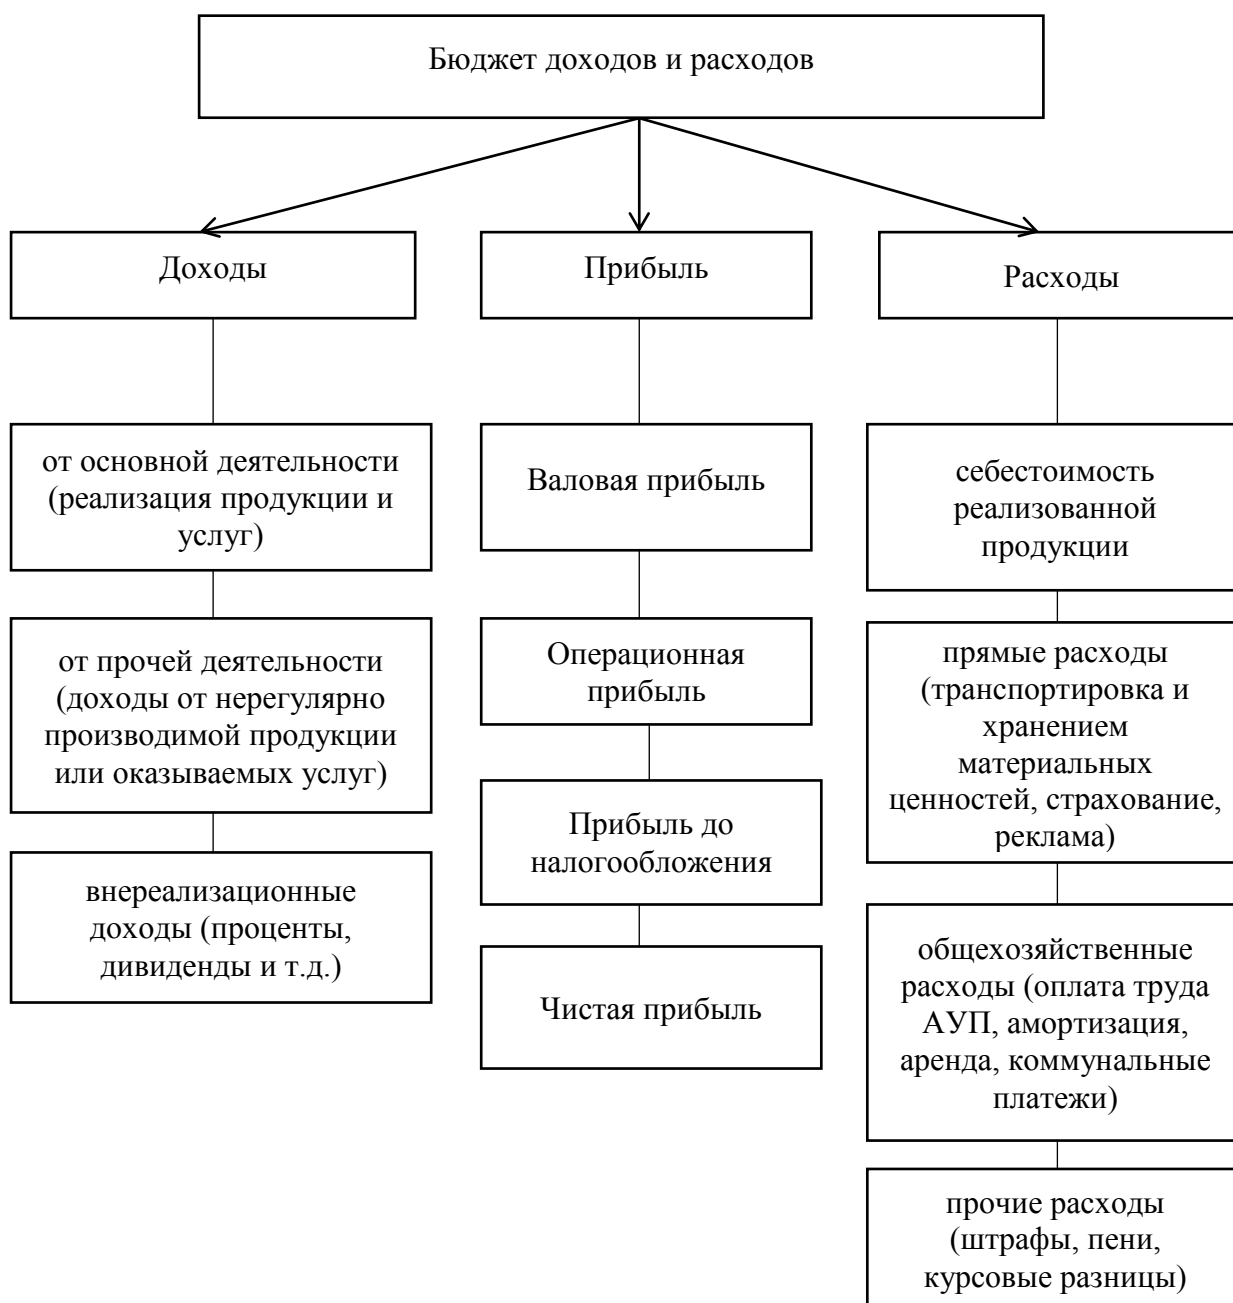 Бюджет доходов и расходов
Доходы
Прибыль
Расходы
от основной деятельности
(реализация продукции и
услуг)
от прочей деятельности
(доходы от нерегулярно
производимой продукции
или оказываемых услуг)
внереализационные
доходы (проценты,
дивиденды и т.д.)
Валовая прибыль
Операционная
прибыль
Прибыль до
налогообложения
Чистая прибыль
себестоимость
реализованной
продукции
прямые расходы
(транспортировка и
хранением
материальных
ценностей, страхование,
реклама)
общехозяйственные
расходы (оплата труда
АУП, амортизация,
аренда, коммунальные
платежи)
прочие расходы
(штрафы, пени,
курсовые разницы)